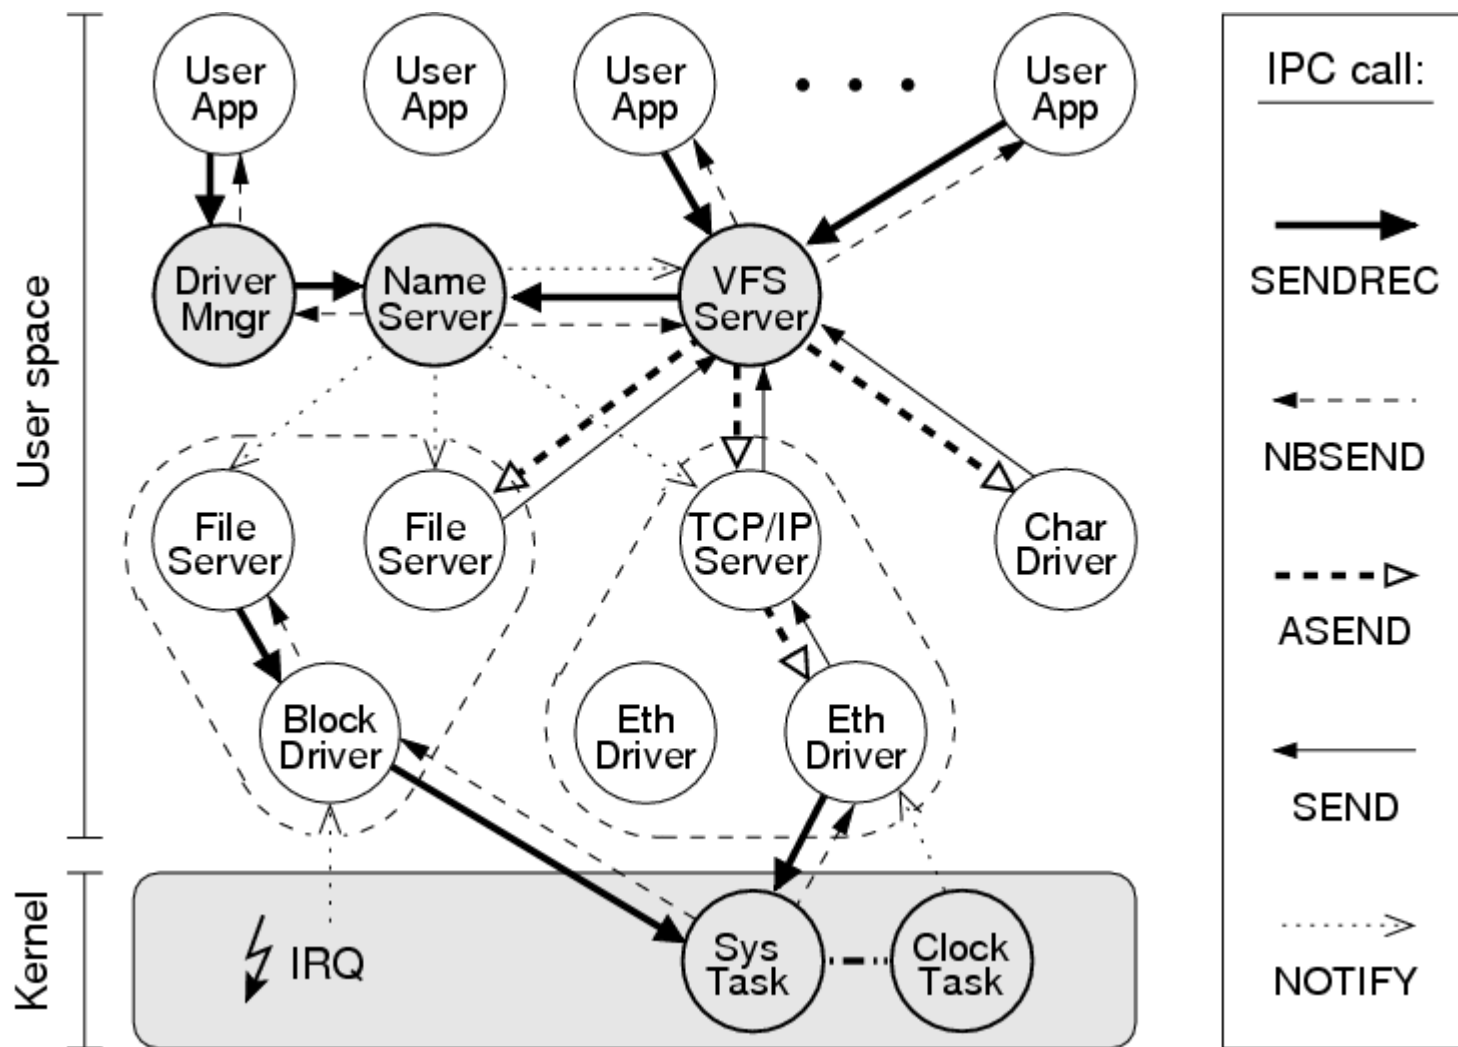 User space
User
App
User
App
User
App
User
App
Driver
Mngr
Name
Server
VFS
Server
File
Server
File
Server
TCP/IP
Server
Char
Driver
Block
Driver
Eth
Driver
Eth
Driver
Kernel
IRQ
Sys
Task
Clock
Task
IPC call:
SENDREC
NBSEND
ASEND
SEND
NOTIFY